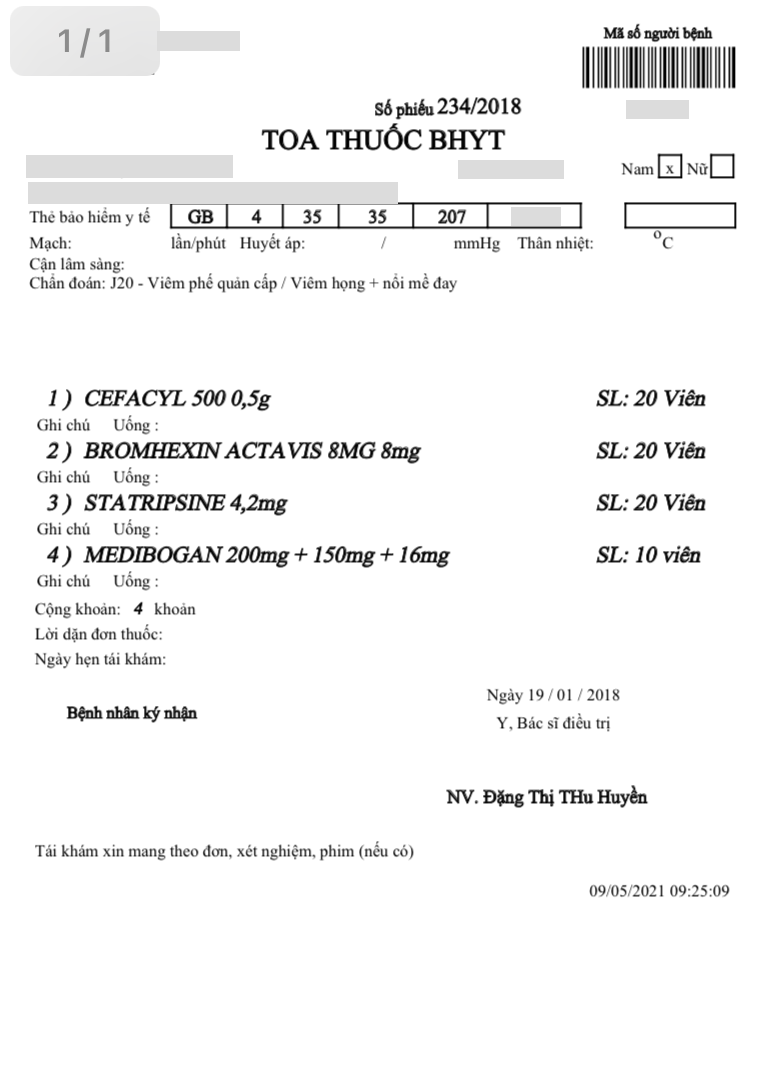 1/1
Mã số người bệnh
Số phiếu 234/2018
TOA THUỐC BHYT
Nam x Nữ
Thẻ bảo hiểm y tế GB 4 35 35 207
Mạch: lần/phút Huyết áp: / mmHg Thân nhiệt: ºC
Cận lâm sàng:
Chẩn đoán: J20 - Viêm phế quản cấp / Viêm họng + nổi mề đay
1 ) CEFACYL 500 0,5g SL: 20 Viên
Ghi chú Uống :
2 ) BROMHEXIN ACTAVIS 8MG 8mg SL: 20 Viên
Ghi chú Uống :
3 ) STATRIPSINE 4,2mg SL: 20 Viên
Ghi chú Uống :
4 ) MEDIBOGAN 200mg + 150mg + 16mg SL: 10 viên
Ghi chú Uống :
Cộng khoản: 4 khoản
Lời dặn đơn thuốc:
Ngày hẹn tái khám:
Ngày 19 / 01 / 2018
Bệnh nhân ký nhận
Y, Bác sĩ điều trị
NV. Đặng Thị THu Huyền
Tái khám xin mang theo đơn, xét nghiệm, phim (nếu có)
09/05/2021 09:25:09